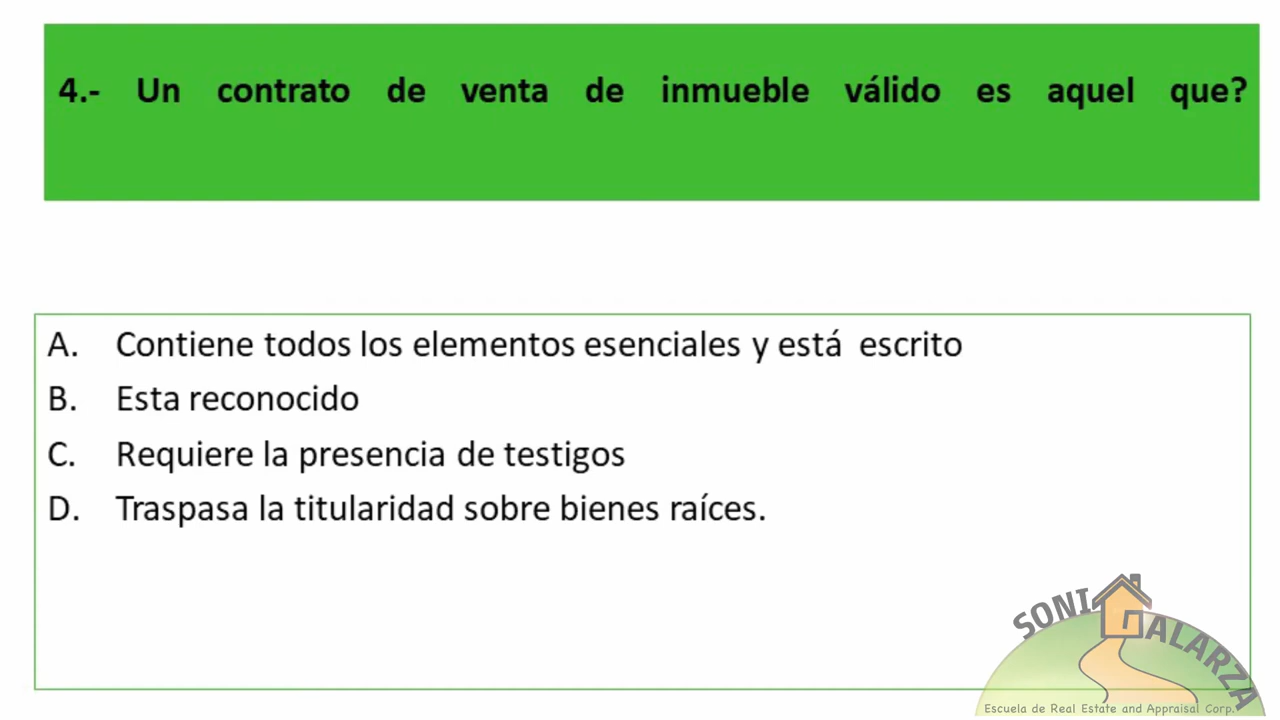 4.- Un contrato de venta de inmueble válido es aquel que?
A. Contiene todos los elementos esenciales y está escrito
B. Esta reconocido
C. Requiere la presencia de testigos
D. Traspasa la titularidad sobre bienes raíces.
SONI GALARZA
Escuela de Real Estate and Appraisal Corp.